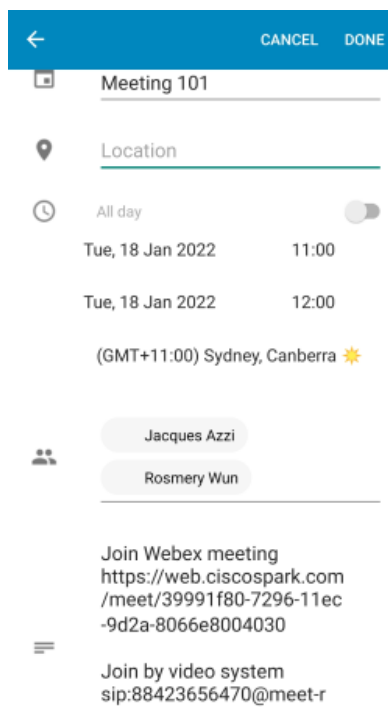 CANCEL DONE
Meeting 101
Location
All day
Tue, 18 Jan 2022 11:00
Tue, 18 Jan 2022 12:00
(GMT+11:00) Sydney, Canberra ☀️
Jacques Azzi
Rosmery Wun
Join Webex meeting
https://web.ciscospark.com
/meet/39991f80-7296-11ec
-9d2a-8066e8004030
Join by video system
sip:88423656470@meet-r